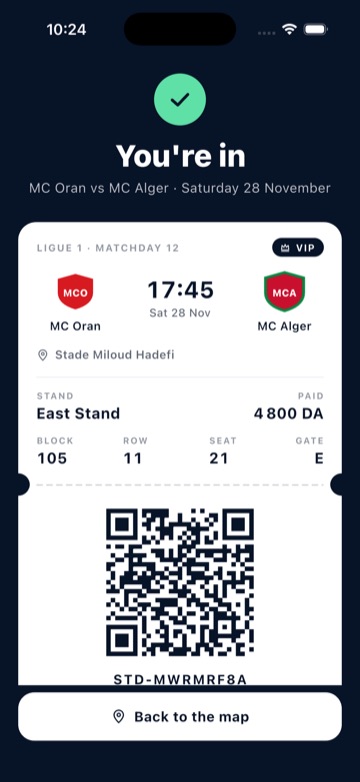 10:24
You're in
MC Oran vs MC Alger · Saturday 28 November
LIGUE 1 · MATCHDAY 12
VIP
MCO
17:45
MCA
Sat 28 Nov
MC Oran
MC Alger
Stade Miloud Hadefi
STAND
PAID
East Stand
4 800 DA
BLOCK
ROW
SEAT
GATE
105
11
21
E
STD-MWRMRF8A
Back to the map